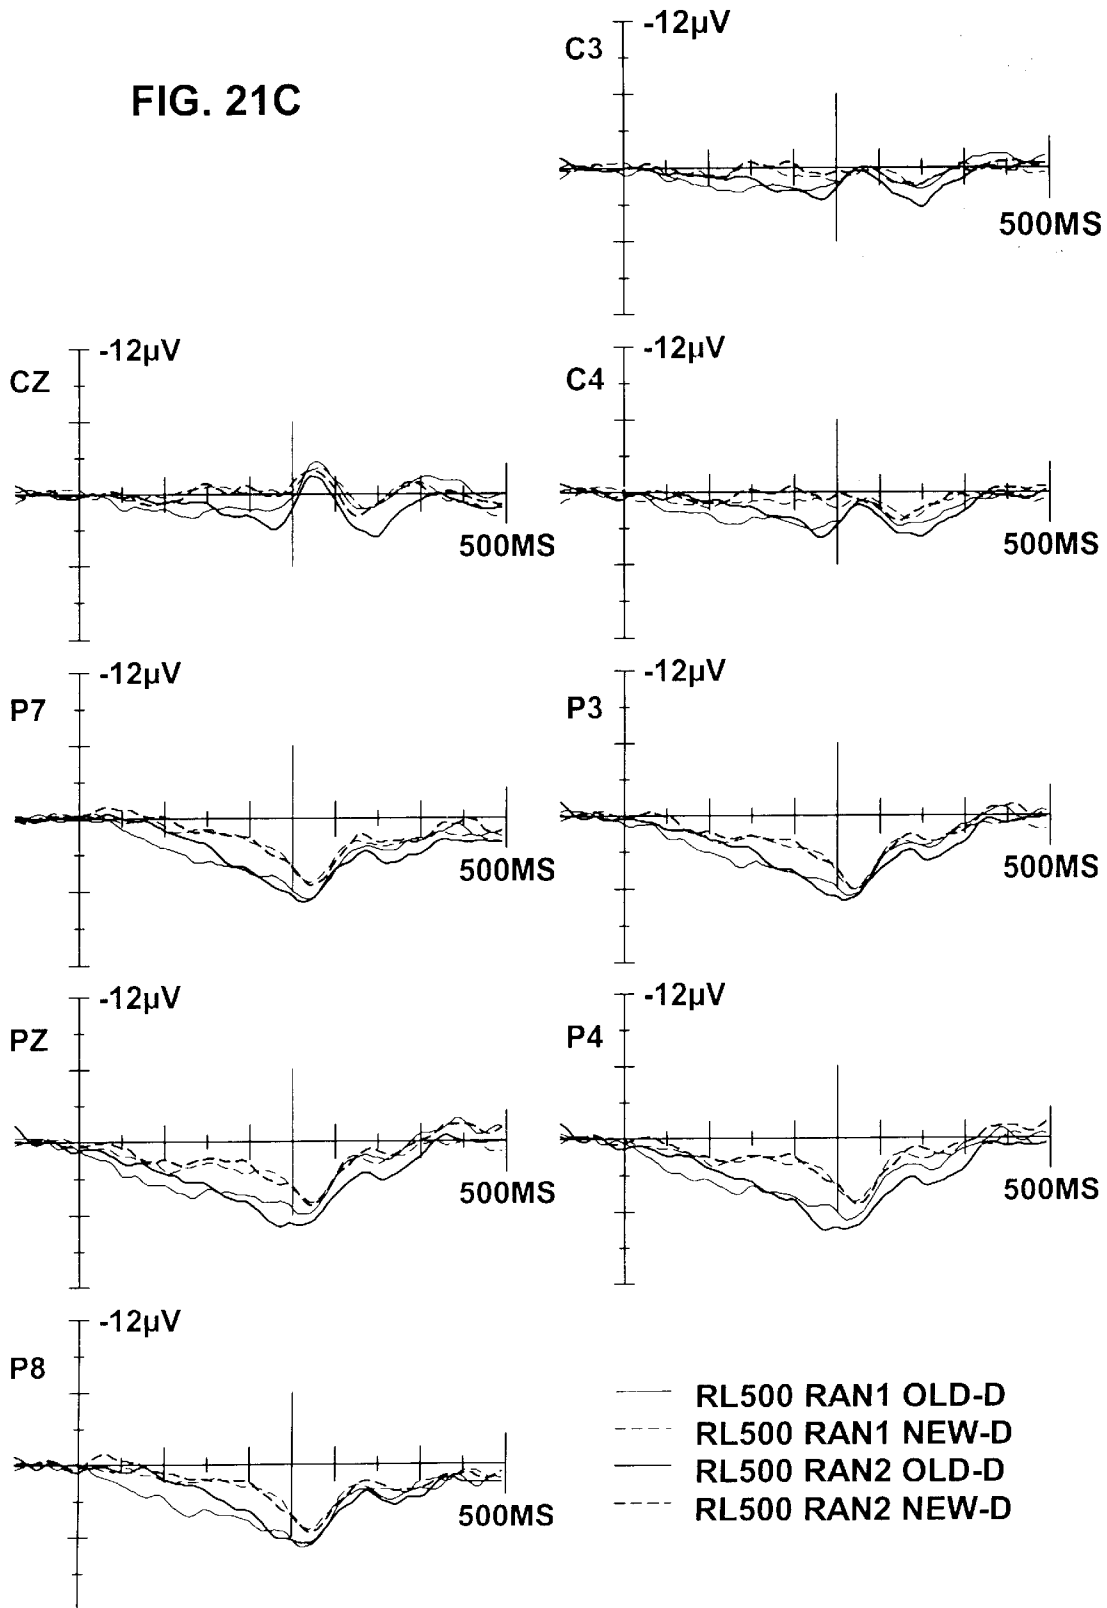 FIG. 21C
C3
-12µV
500MS
CZ
-12µV
500MS
C4
-12µV
500MS
P7
-12µV
500MS
P3
-12µV
500MS
PZ
-12µV
500MS
P4
-12µV
500MS
P8
-12µV
500MS
RL500 RAN1 OLD-D
RL500 RAN1 NEW-D
RL500 RAN2 OLD-D
RL500 RAN2 NEW-D